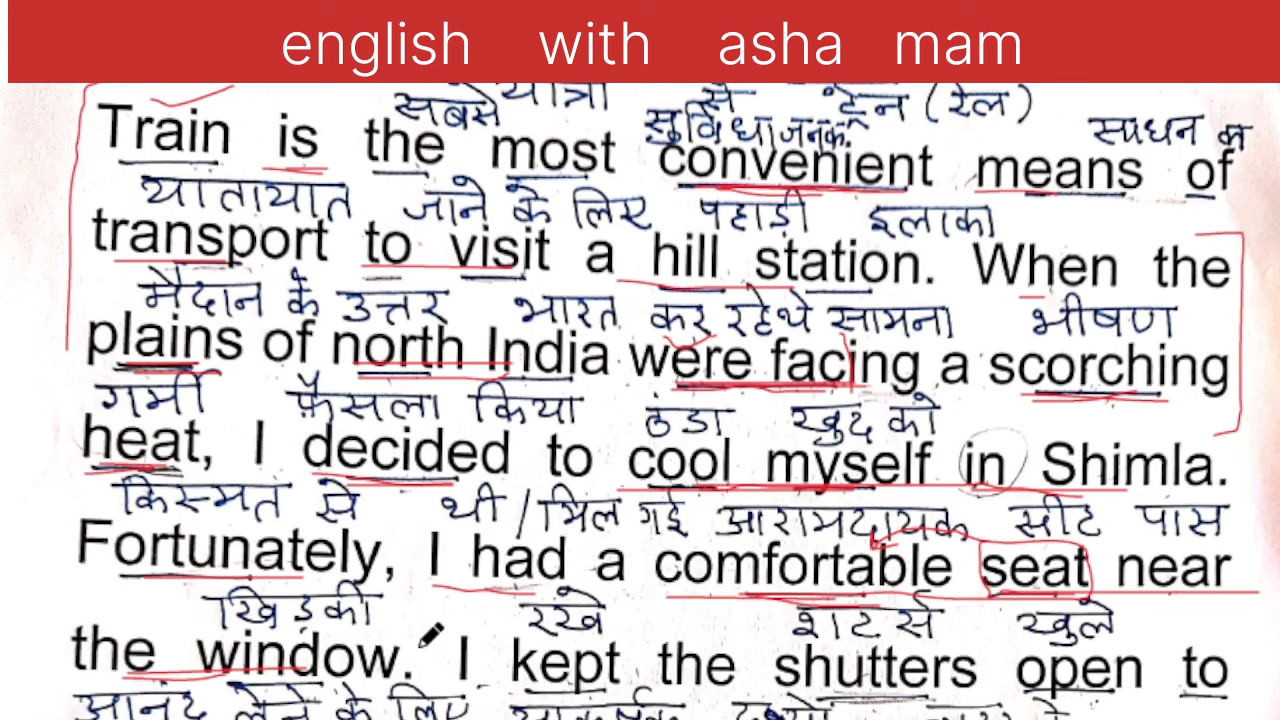 english with asha mam
यात्रा से ट्रेन (रेल)
सबसे सुविधाजनक साधन का
Train is the most convenient means of
यातायात जाने के लिए पहाड़ी इलाका
transport to visit a hill station. When the
मैदान के उत्तर भारत कर रहे थे सामना भीषण
plains of north India were facing a scorching
गर्मी फ़ैसला किया ठंडा खुद को
heat, I decided to cool myself in Shimla.
किस्मत से थी / मिल गई आरामदायक सीट पास
Fortunately, I had a comfortable seat near
खिड़की रखे शटर्स खुले
the window. I kept the shutters open to
आनंद लेने के लिए आकर्षक दृश्यों